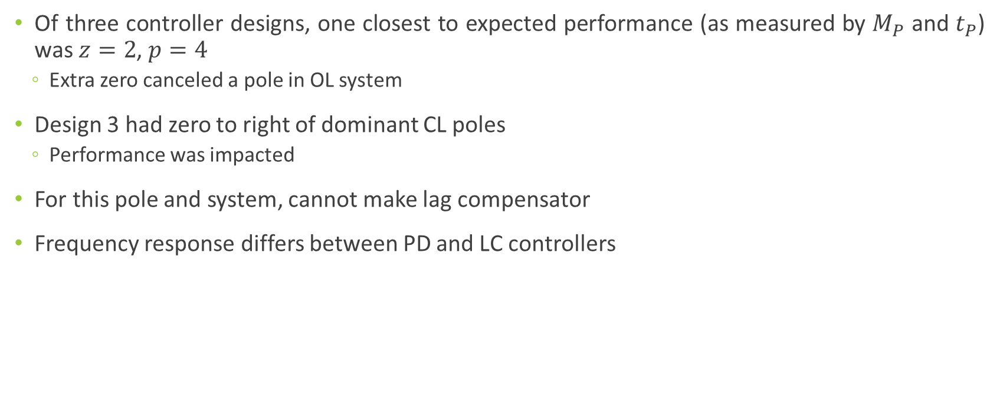 • Of three controller designs, one closest to expected performance (as measured by M_P and t_P)
was z = 2, p = 4
◦ Extra zero canceled a pole in OL system
• Design 3 had zero to right of dominant CL poles
◦ Performance was impacted
• For this pole and system, cannot make lag compensator
• Frequency response differs between PD and LC controllers